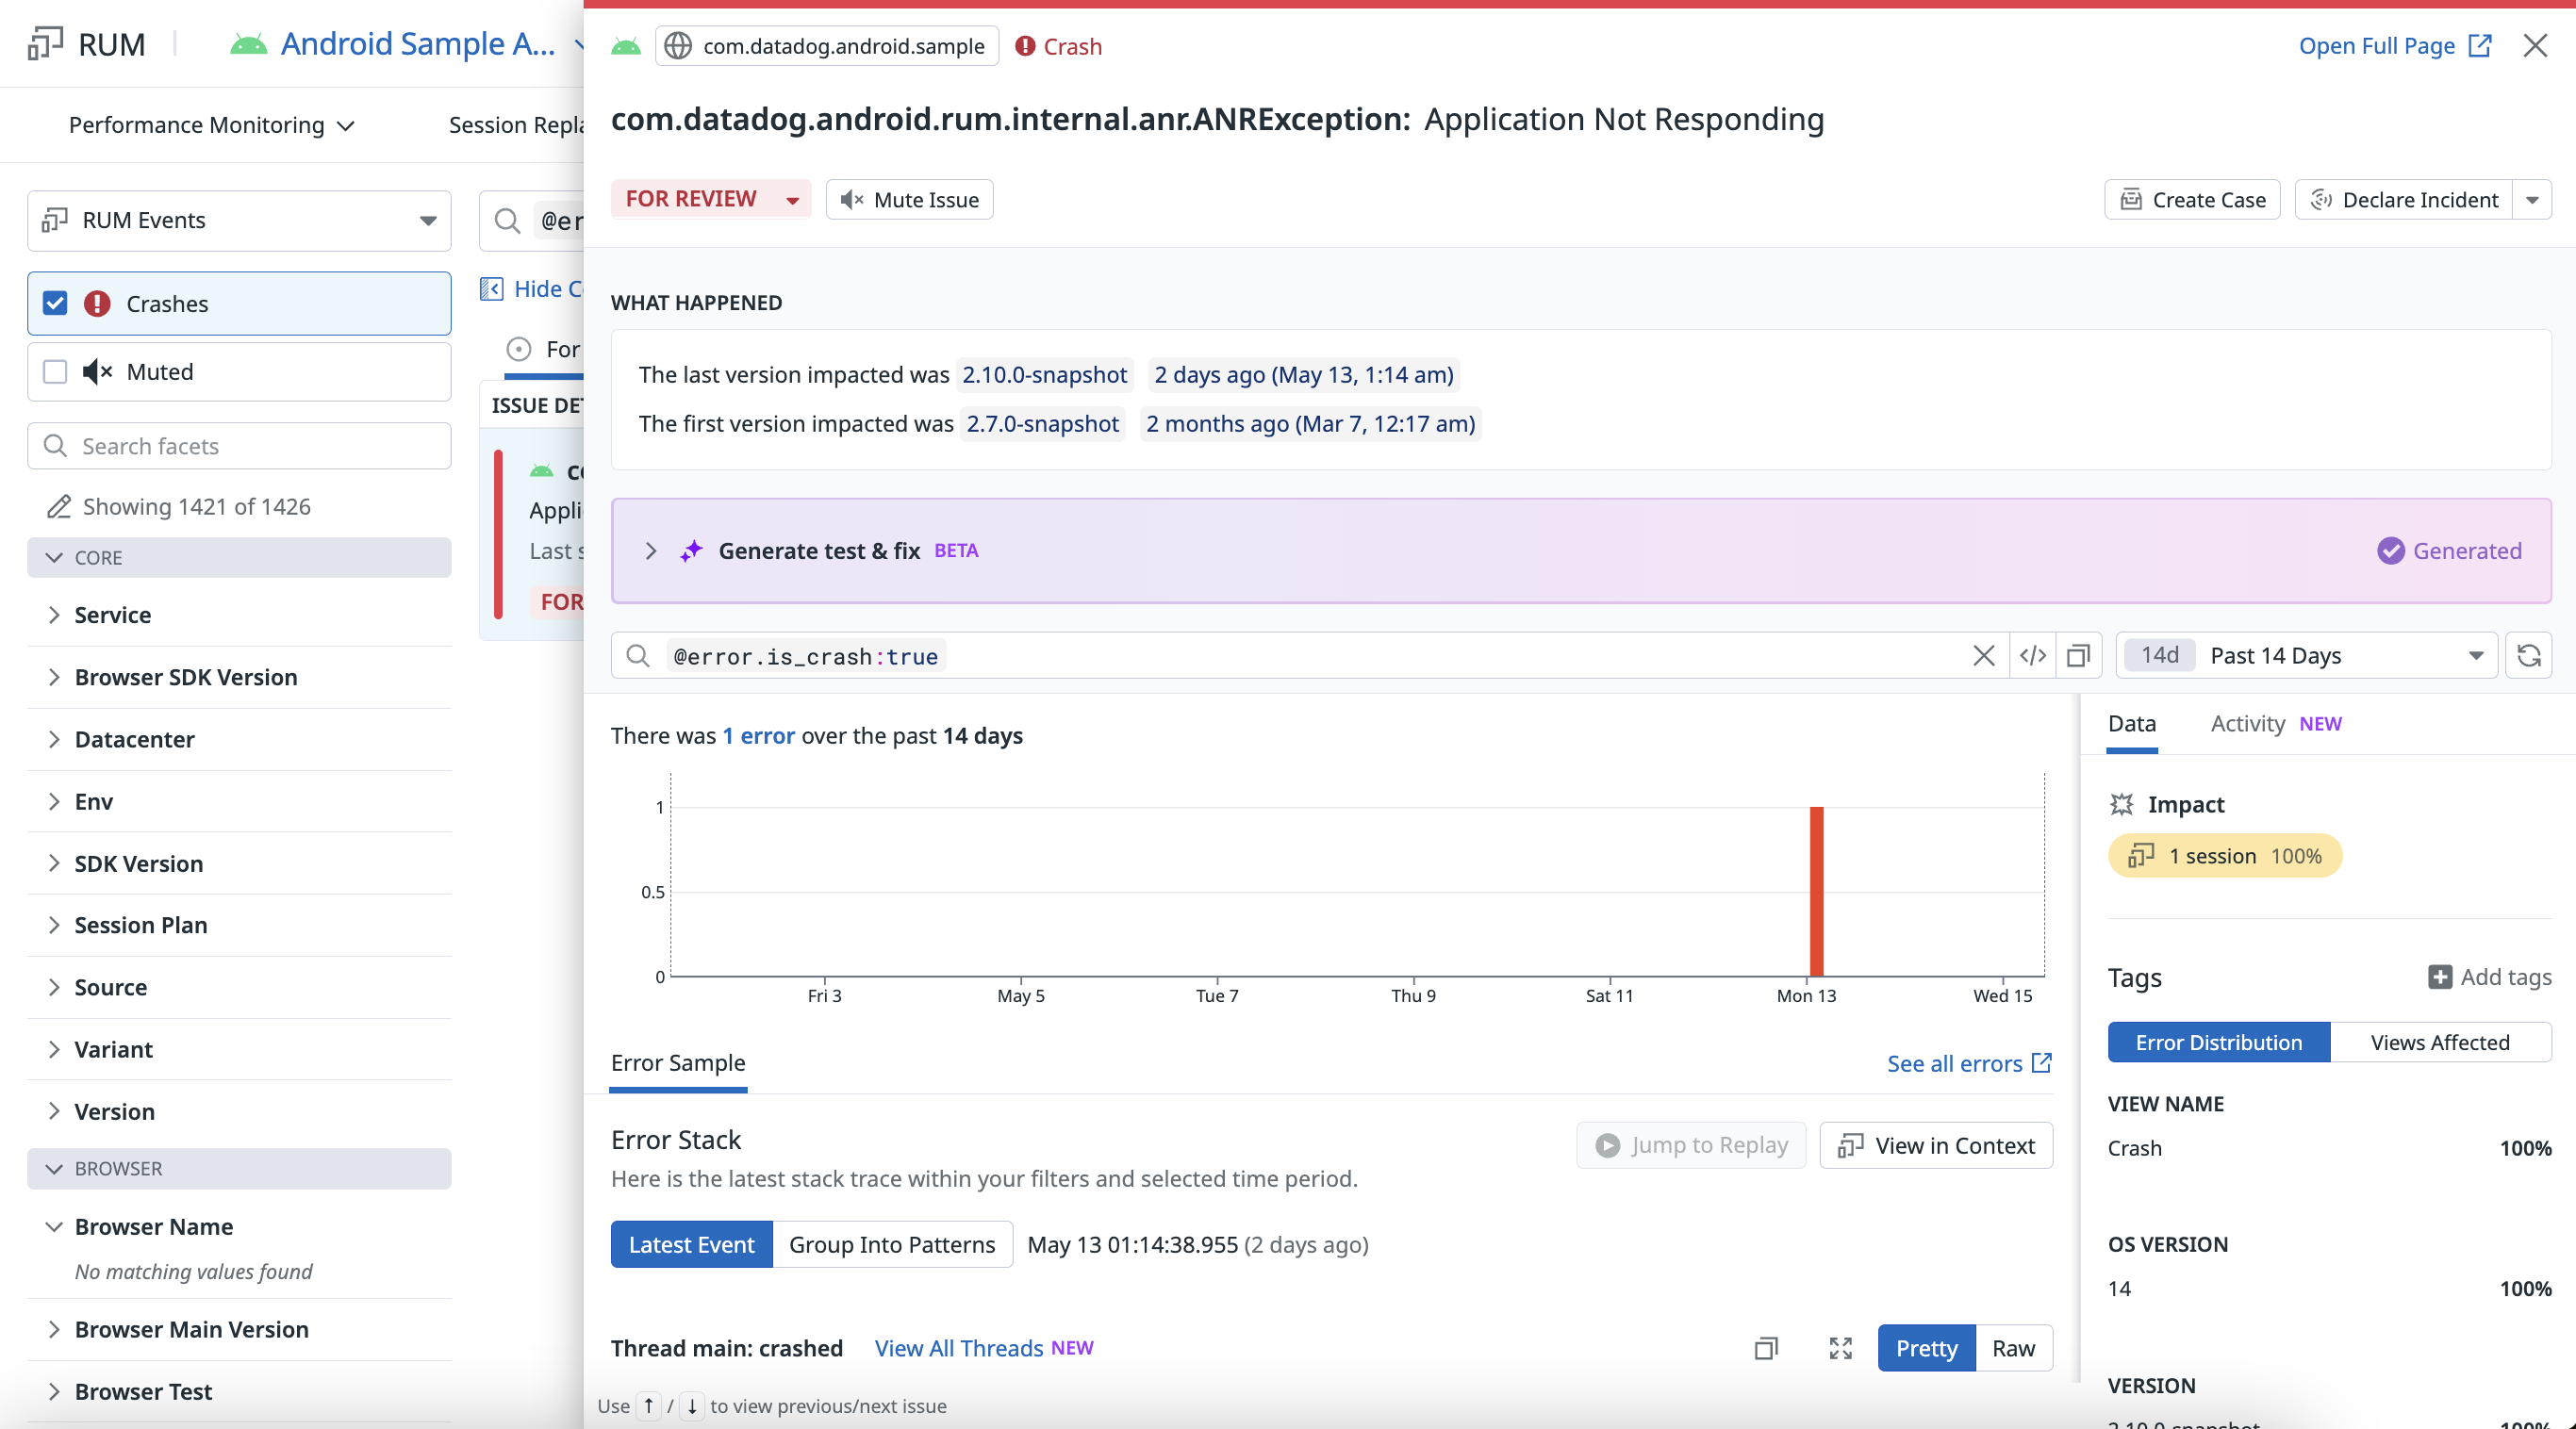 RUM
Android Sample A...
Performance Monitoring
Session Repla
RUM Events
Crashes
Muted
Search facets
Showing 1421 of 1426
CORE
Service
Browser SDK Version
Datacenter
Env
SDK Version
Session Plan
Source
Variant
Version
BROWSER
Browser Name
No matching values found
Browser Main Version
Browser Test
@er
Hide C
For
ISSUE DET
Appli
Last s
FOR
com.datadog.android.sample
Crash
Open Full Page
com.datadog.android.rum.internal.anr.ANRException: Application Not Responding
FOR REVIEW
Mute Issue
Create Case
Declare Incident
WHAT HAPPENED
The last version impacted was 2.10.0-snapshot 2 days ago (May 13, 1:14 am)
The first version impacted was 2.7.0-snapshot 2 months ago (Mar 7, 12:17 am)
Generate test & fix BETA
Generated
@error.is_crash:true
14d Past 14 Days
There was 1 error over the past 14 days
1
0.5
0
Fri 3 May 5 Tue 7 Thu 9 Sat 11 Mon 13 Wed 15
Error Sample
See all errors
Error Stack
Here is the latest stack trace within your filters and selected time period.
Jump to Replay
View in Context
Latest Event Group Into Patterns May 13 01:14:38.955 (2 days ago)
Thread main: crashed View All Threads NEW
Pretty Raw
Use ↑ / ↓ to view previous/next issue
Data Activity NEW
Impact
1 session 100%
Tags
Add tags
Error Distribution Views Affected
VIEW NAME
Crash 100%
OS VERSION
14 100%
VERSION
2.10.0-snapshot 100%